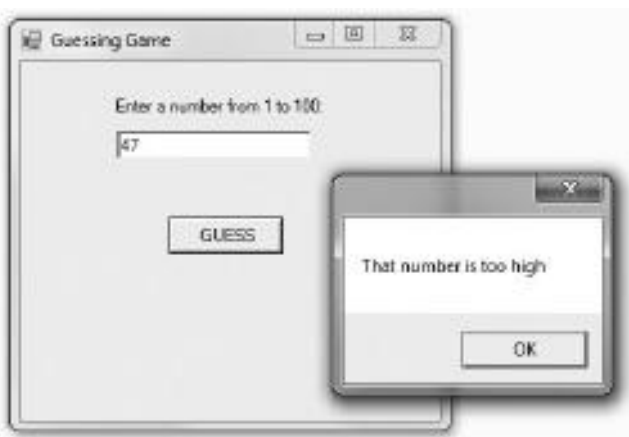 Guessing Game
Enter a number from 1 to 100:
47
GUESS
That number is too high
OK